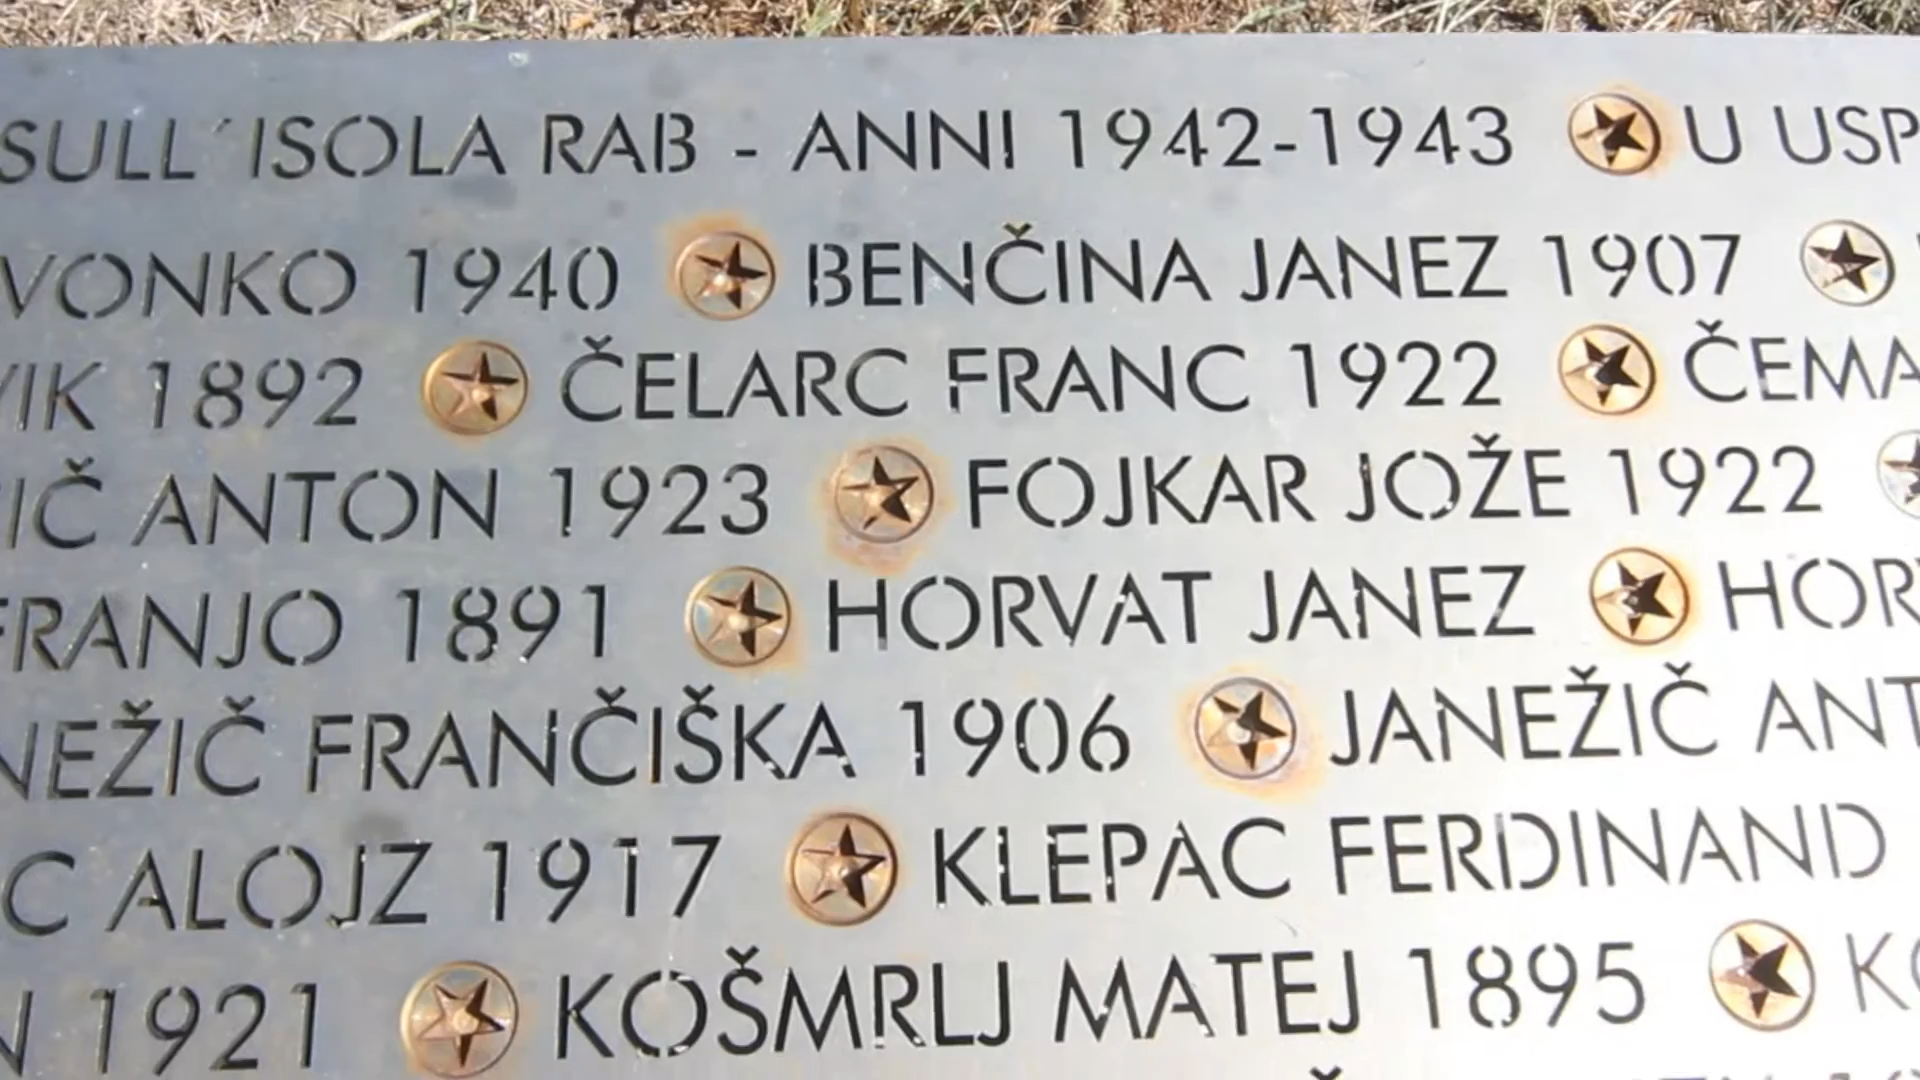 SULL´ISOLA RAB - ANNI 1942-1943 U USP
VONKO 1940 BENČINA JANEZ 1907
VIK 1892 ČELARC FRANC 1922 ČEMA
IČ ANTON 1923 FOJKAR JOŽE 1922
FRANJO 1891 HORVAT JANEZ HOR
NEŽIČ FRANČIŠKA 1906 JANEŽIČ ANT
C ALOJZ 1917 KLEPAC FERDINAND
N 1921 KOŠMRLJ MATEJ 1895 KO